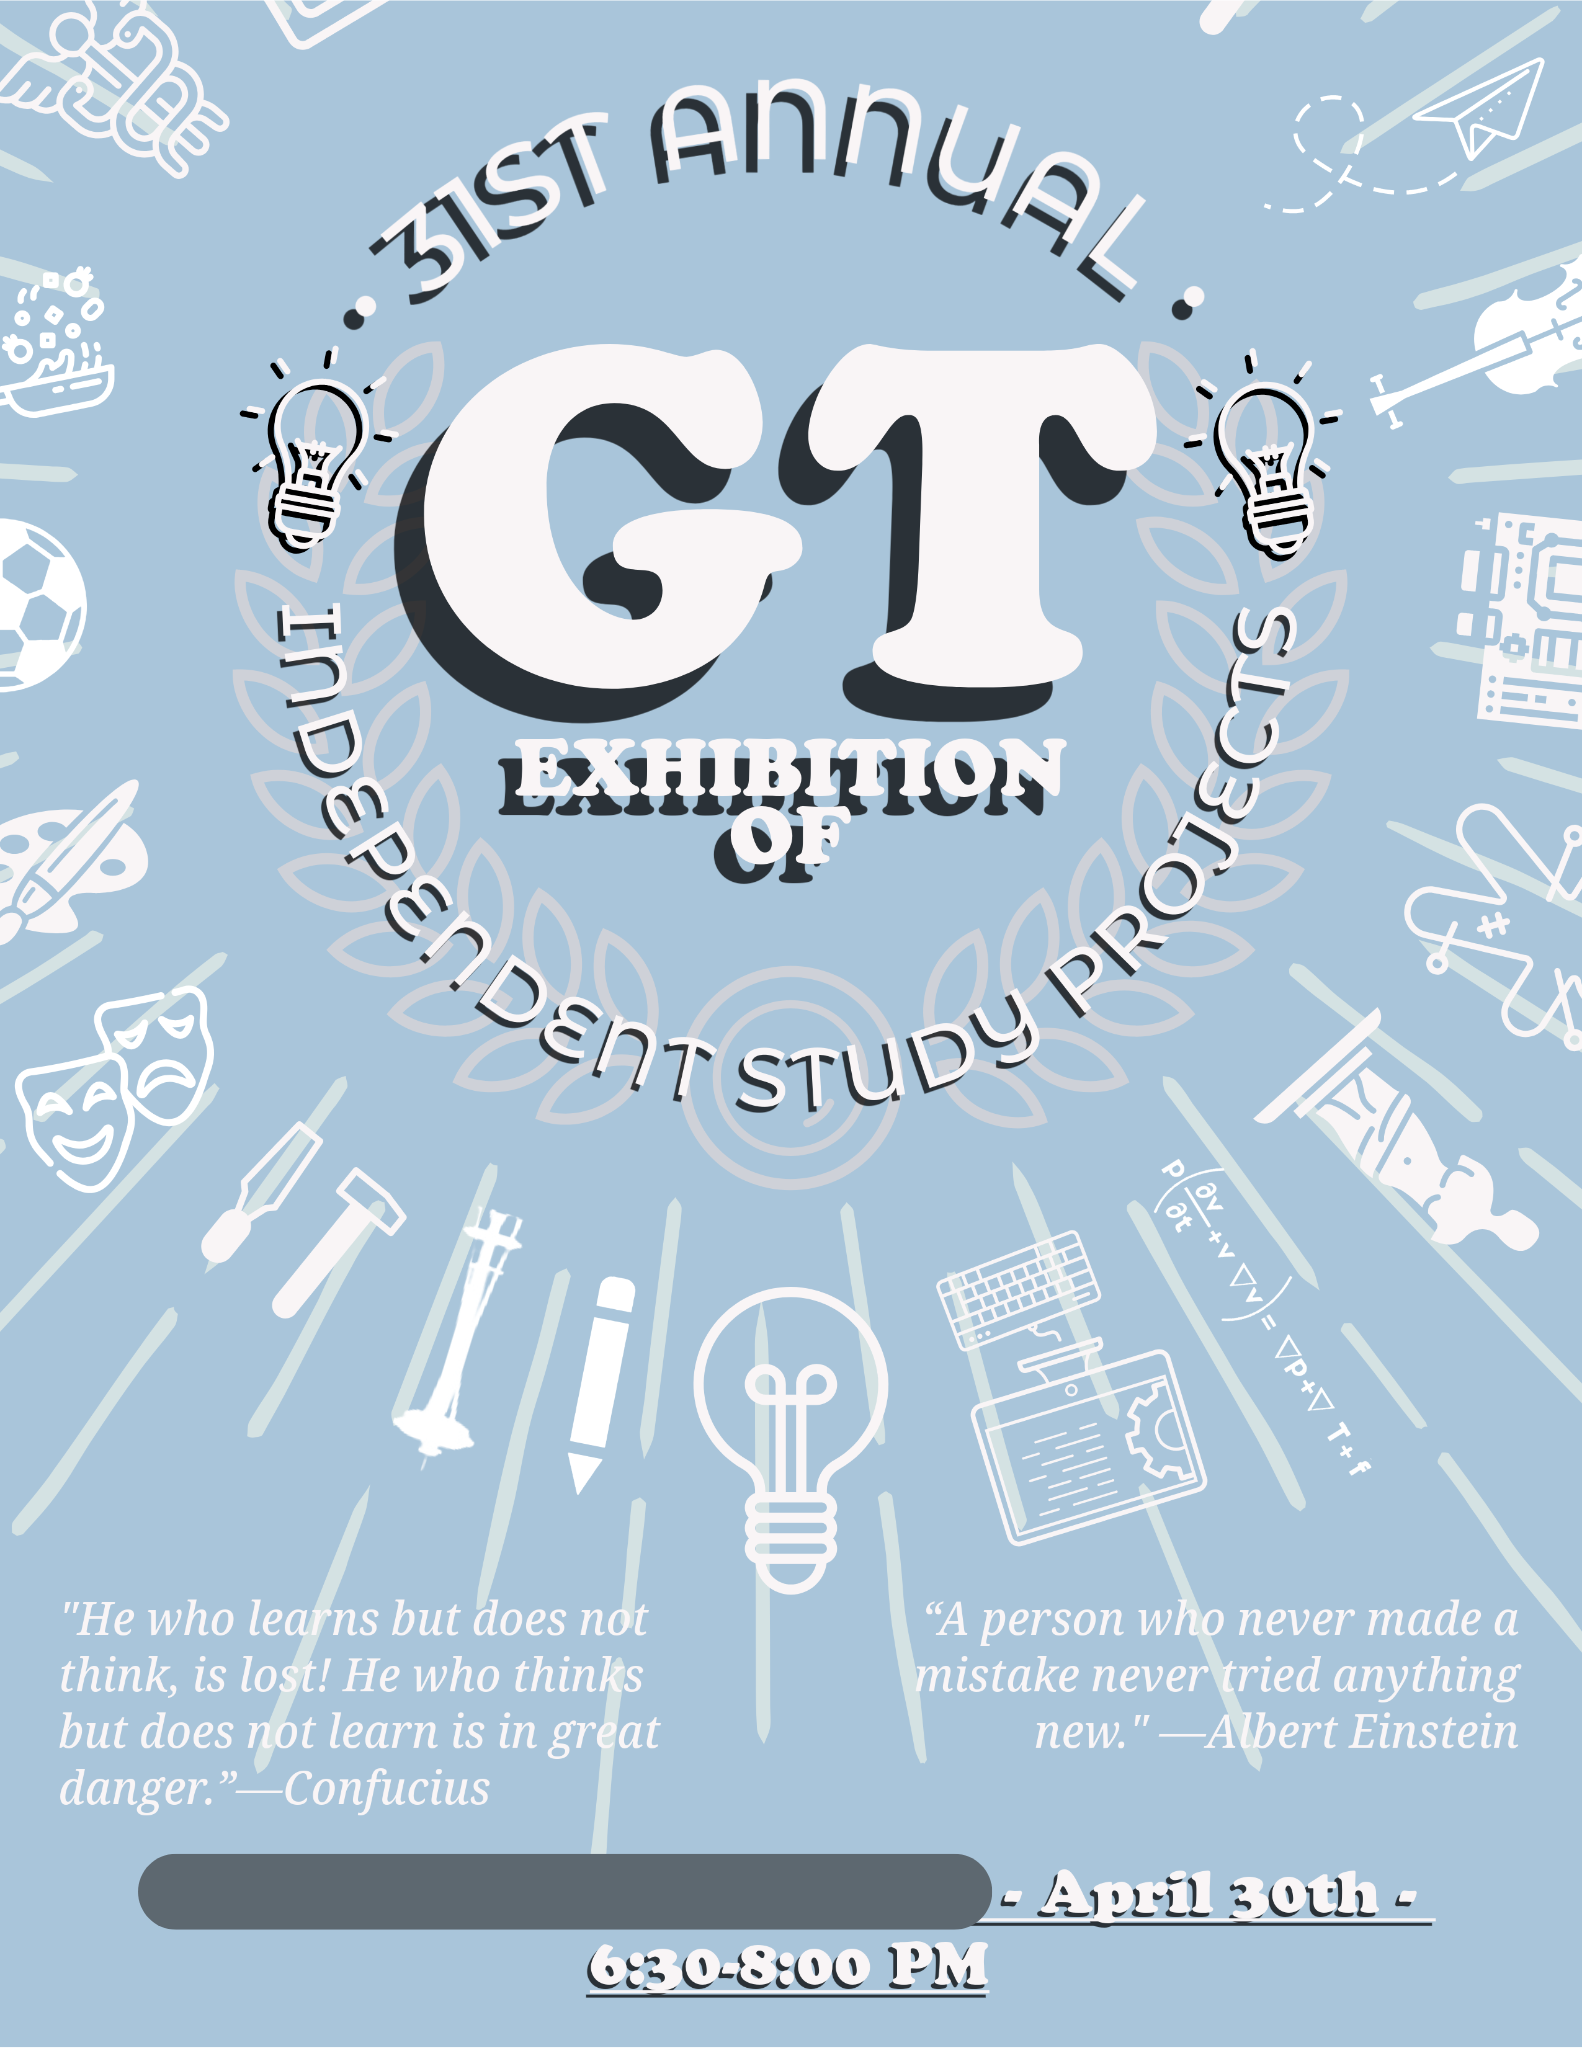 • 31ST ANNUAL •
GT
EXHIBITION
OF
INDEPENDENT STUDY PROJECTS
#
ρ(∂v/∂t+v▽v)= ▽p+▽ T+f
"He who learns but does not
think, is lost! He who thinks
but does not learn is in great
danger.”—Confucius
“A person who never made a
mistake never tried anything
new." —Albert Einstein
- April 30th -
6:30-8:00 PM